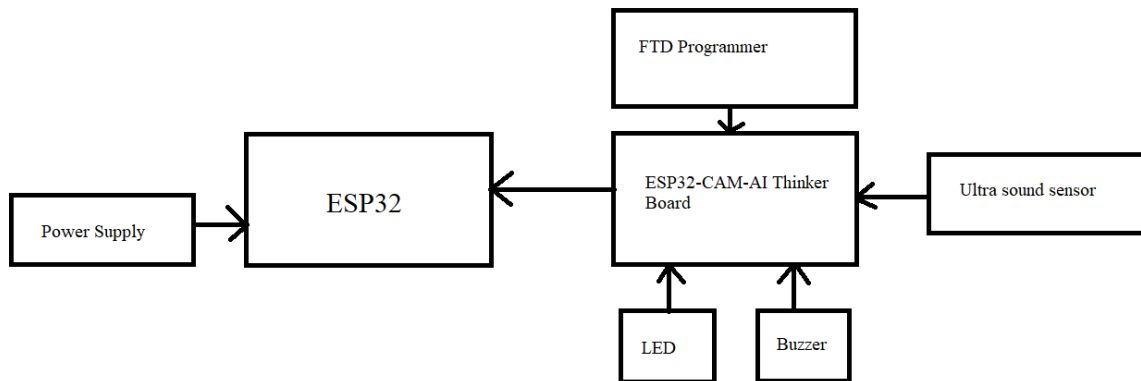 FTD Programmer
ESP32
ESP32-CAM-AI Thinker
Board
Ultra sound sensor
Power Supply
LED
Buzzer